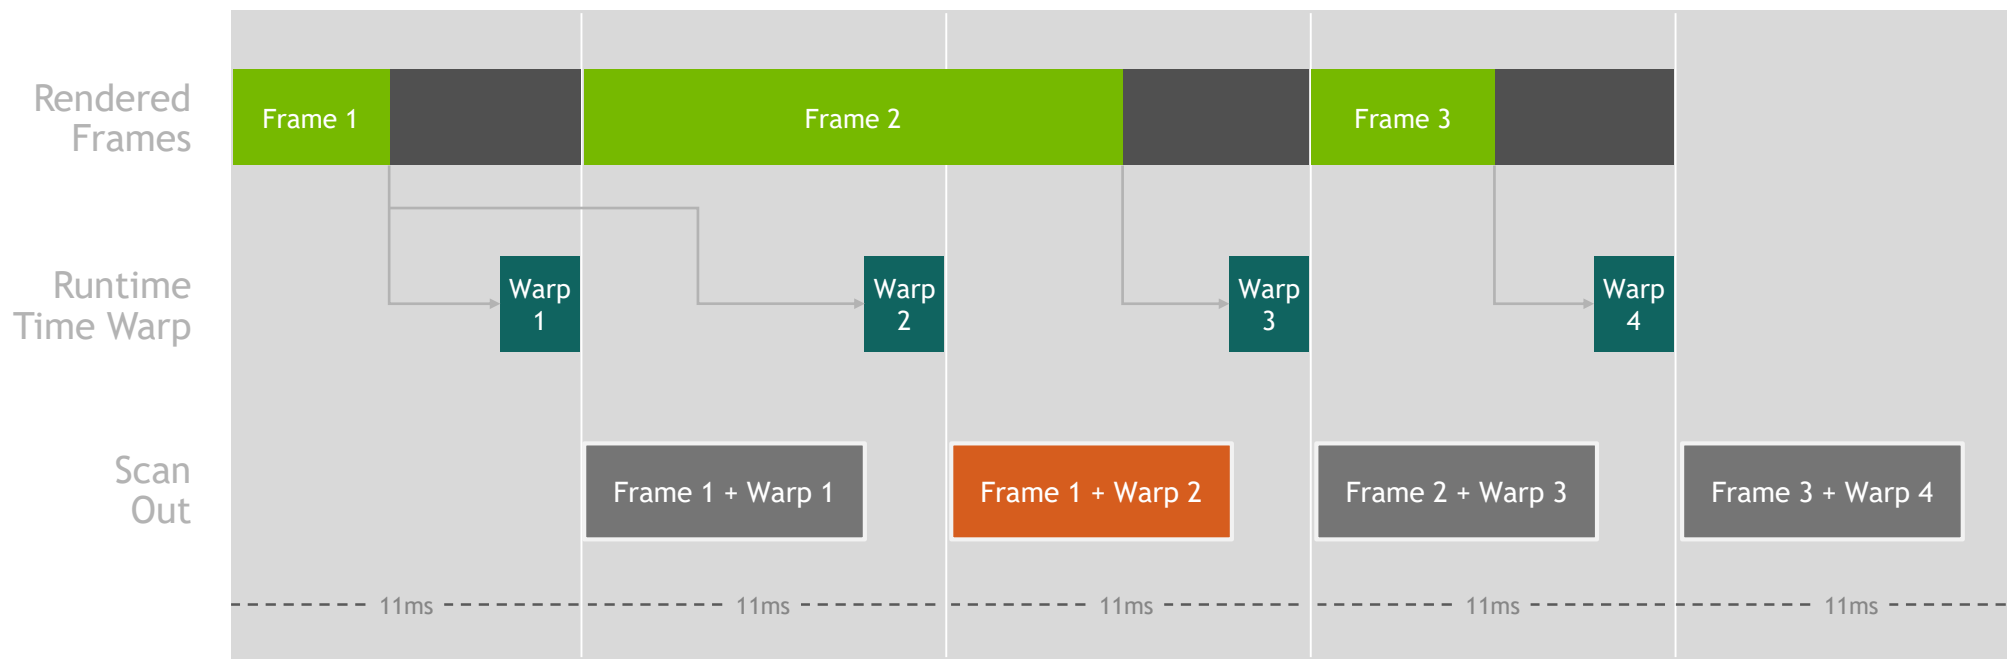 Rendered
Frames
Frame 1
Frame 2
Frame 3
Runtime
Time Warp
Warp
1
Warp
2
Warp
3
Warp
4
Scan
Out
Frame 1 + Warp 1
Frame 1 + Warp 2
Frame 2 + Warp 3
Frame 3 + Warp 4
11ms
11ms
11ms
11ms
11ms